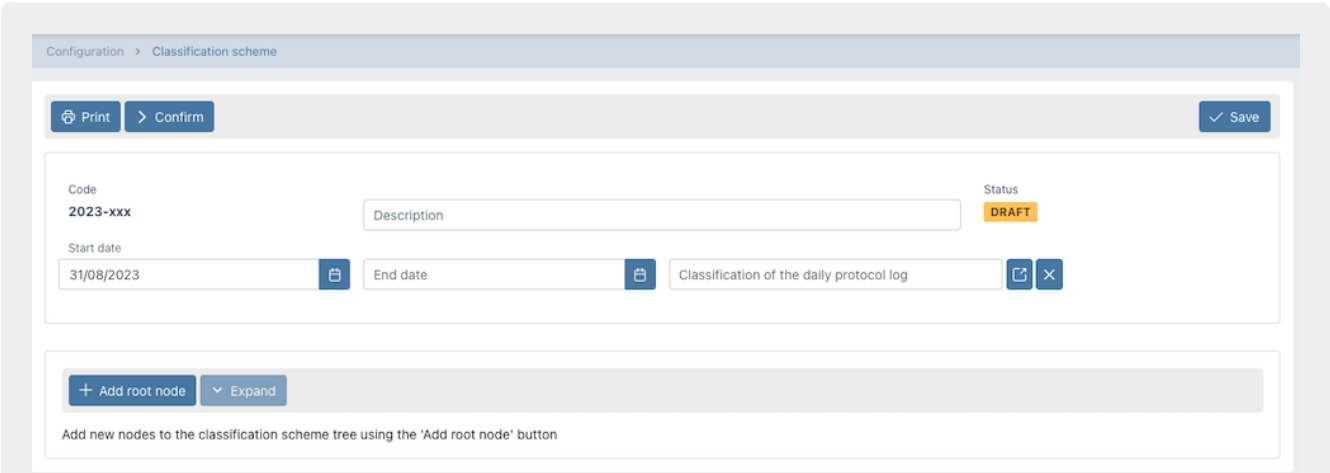 Configuration > Classification scheme
Print Confirm Save
Code Status
2023-xxx Description DRAFT
Start date
31/08/2023 End date Classification of the daily protocol log
Add root node Expand
Add new nodes to the classification scheme tree using the 'Add root node' button